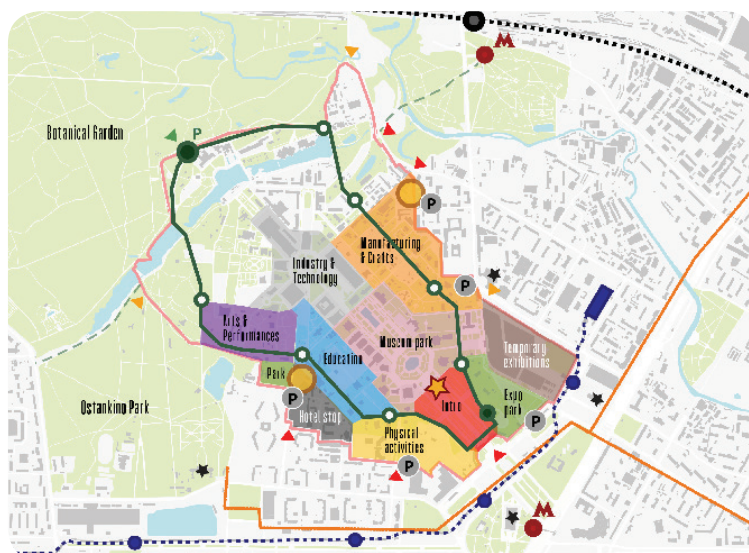 M
Botanical Garden
P
P
Manufacturing
& Crafts
Industry &
Technology
P
Arts &
Performances
Museum park
Temporary
exhibitions
Education
Park
Ostankino Park
P
Hotel stop
Intro
Expo
park
P
Physical
activities
P
M